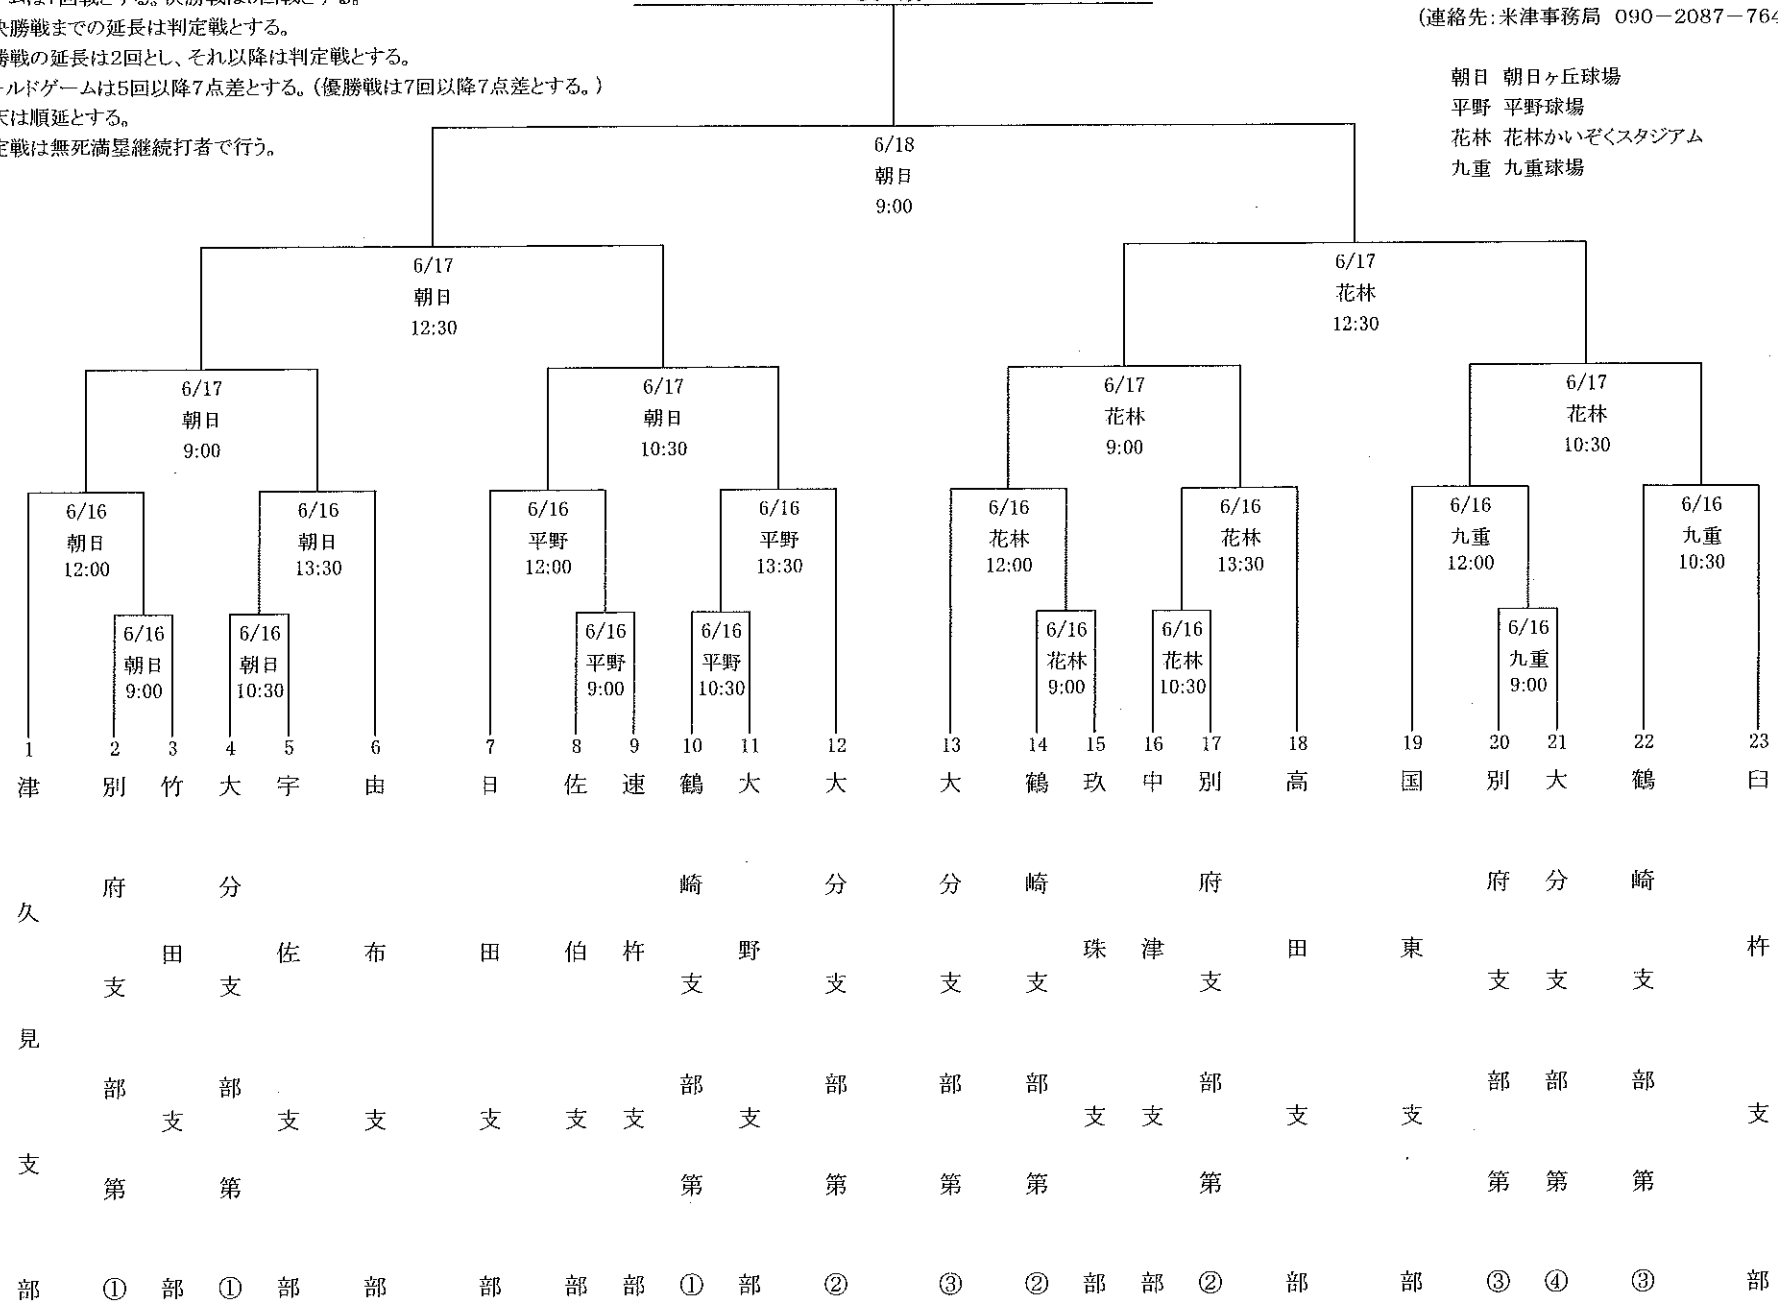 決勝戦までの延長は判定戦とする。
勝戦の延長は2回とし、それ以降は判定戦とする。
ールドゲームは5回以降7点差とする。(優勝戦は7回以降7点差とする。)
天は順延とする。
定戦は無死満塁継続打者で行う。
(連絡先:米津事務局 090-2087-764
朝日 朝日ヶ丘球場
平野 平野球場
花林 花林かいぞくスタジアム
九重 九重球場
6/18
朝日
9:00
6/17
朝日
12:30
6/17
花林
12:30
6/17
朝日
9:00
6/17
朝日
10:30
6/17
花林
9:00
6/17
花林
10:30
6/16
朝日
12:00
6/16
朝日
13:30
6/16
平野
12:00
6/16
平野
13:30
6/16
花林
12:00
6/16
花林
13:30
6/16
九重
12:00
6/16
九重
10:30
6/16
朝日
9:00
6/16
朝日
10:30
6/16
平野
9:00
6/16
平野
10:30
6/16
花林
9:00
6/16
花林
10:30
6/16
九重
9:00
1 津久見支部
2 別府支部第①
3 竹田支部
4 大分支部第①
5 宇佐支部
6 由布支部
7 日田支部
8 佐伯支部
9 速杵支部
10 鶴崎支部第①
11 大野支部
12 大分支部第②
13 大分支部第③
14 鶴崎支部第②
15 玖珠支部
16 中津支部
17 別府支部第②
18 高田支部
19 国東支部
20 別府支部第③
21 大分支部第④
22 鶴崎支部第③
23 臼杵支部